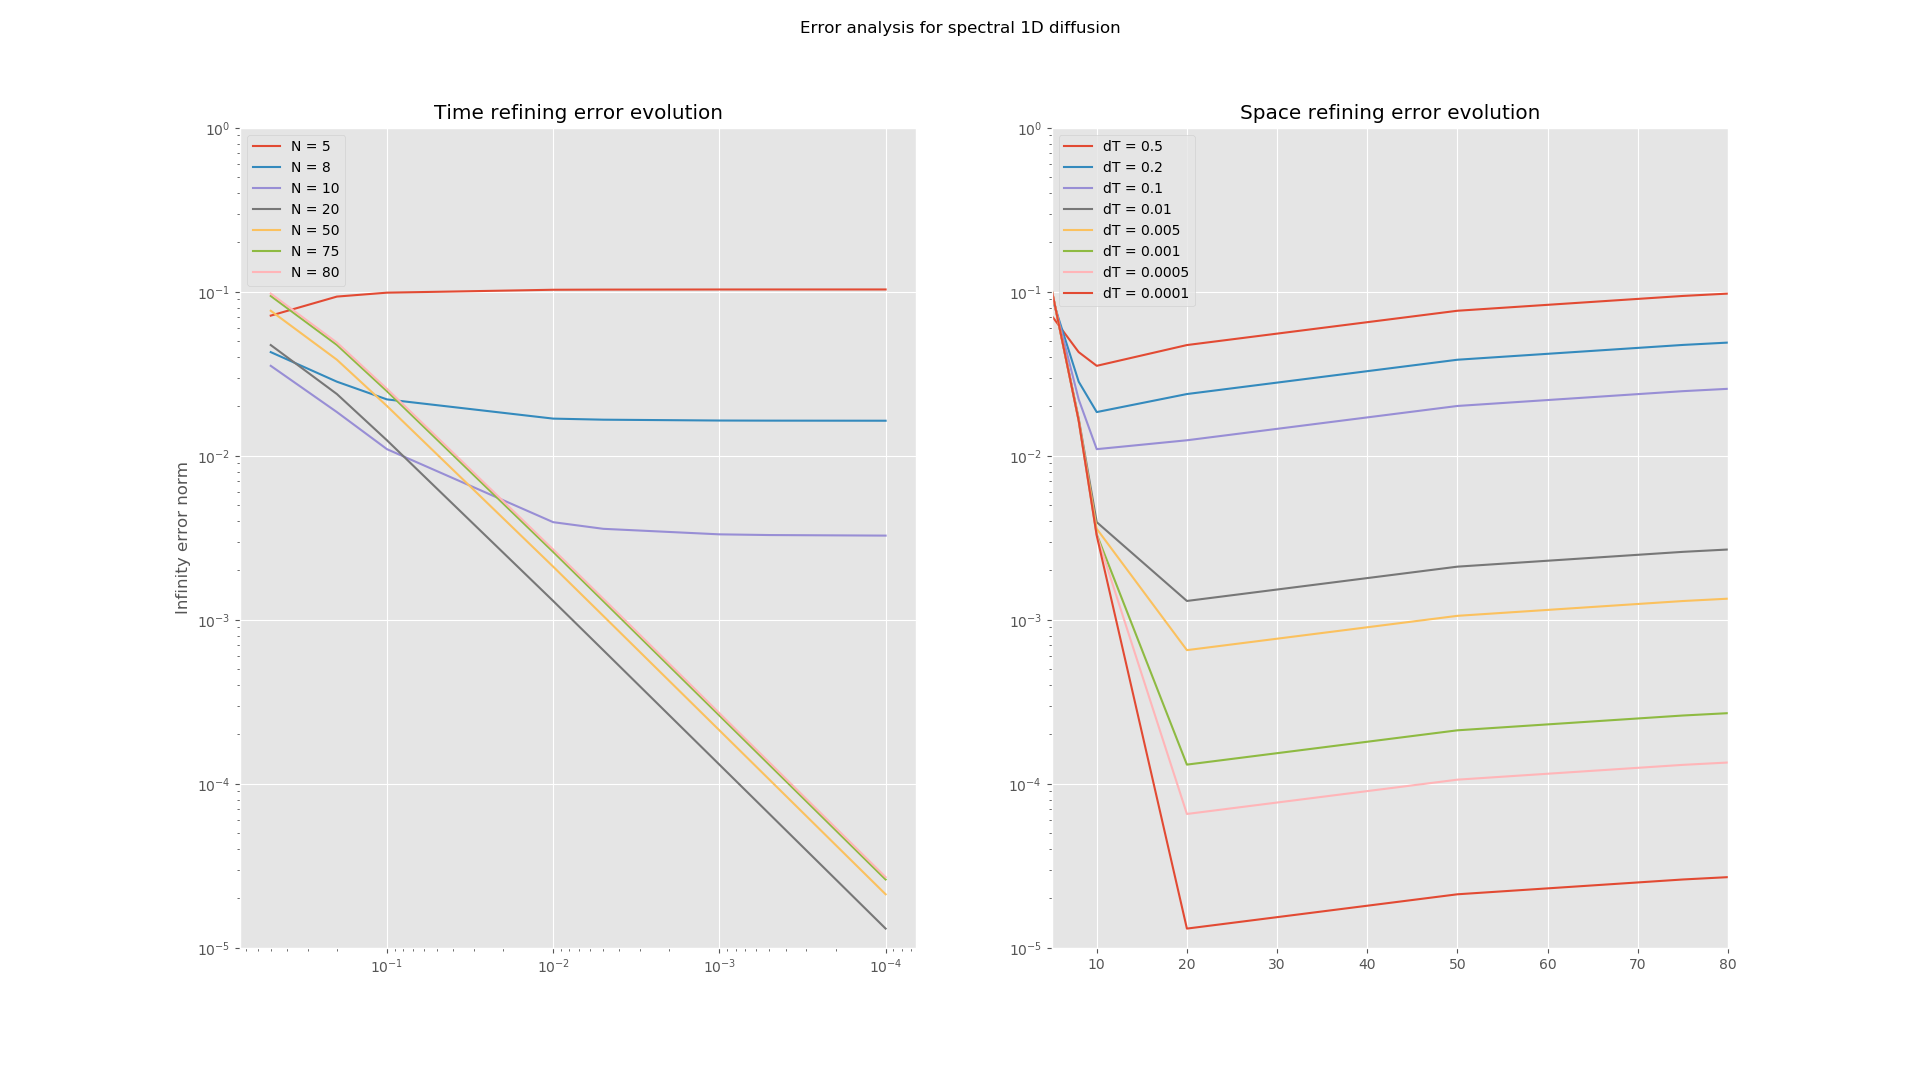 Error analysis for spectral 1D diffusion
Time refining error evolution
N = 5
N = 8
N = 10
N = 20
N = 50
N = 75
N = 80
Infinity error norm
10⁰
10⁻¹
10⁻²
10⁻³
10⁻⁴
10⁻⁵
10⁻¹ 10⁻² 10⁻³ 10⁻⁴
Space refining error evolution
dT = 0.5
dT = 0.2
dT = 0.1
dT = 0.01
dT = 0.005
dT = 0.001
dT = 0.0005
dT = 0.0001
10⁰
10⁻¹
10⁻²
10⁻³
10⁻⁴
10⁻⁵
10 20 30 40 50 60 70 80